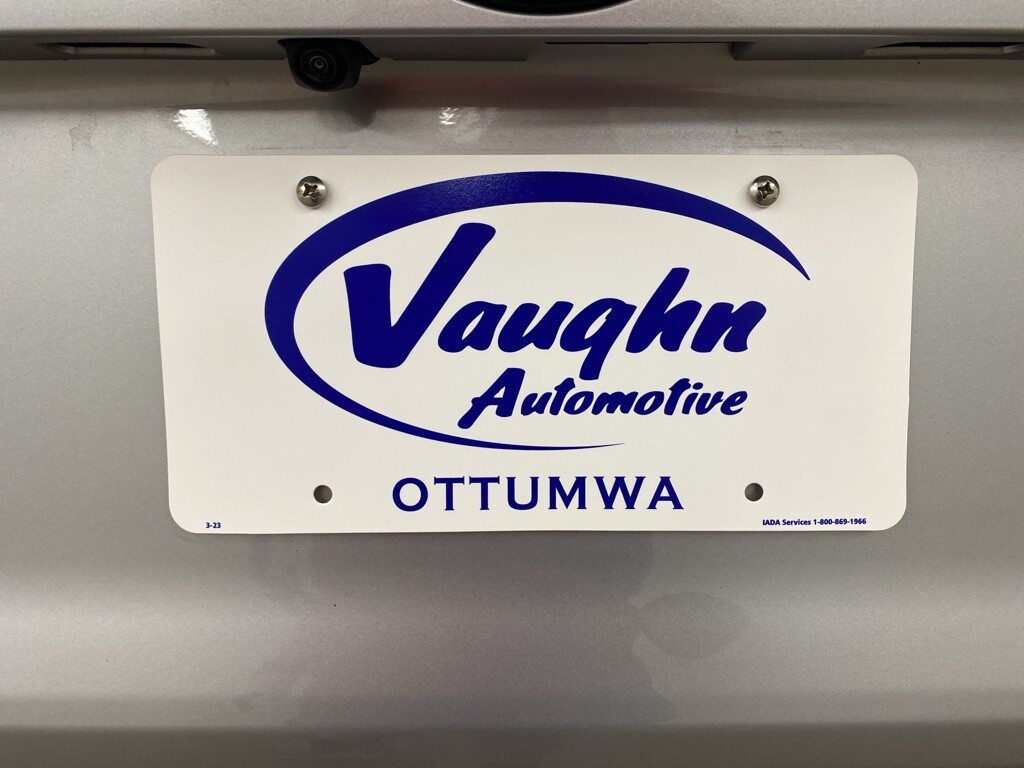 Vaughn
Automotive
OTTUMWA
3-23
IADA Services 1-800-869-1966